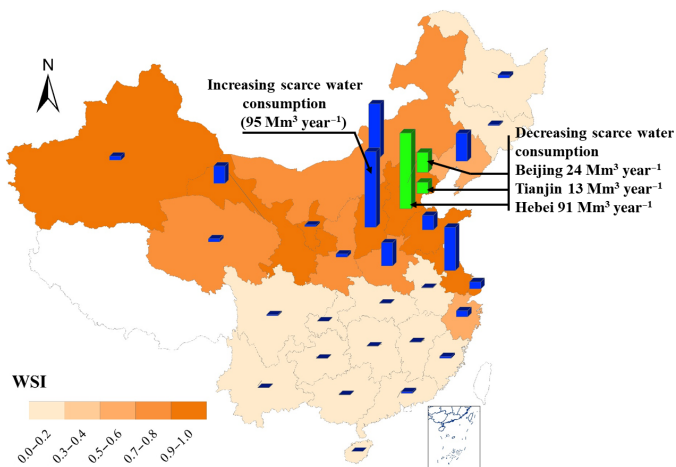 N
Increasing scarce water
consumption
(95 Mm³ year⁻¹)
Decreasing scarce water
consumption
Beijing 24 Mm³ year⁻¹
Tianjin 13 Mm³ year⁻¹
Hebei 91 Mm³ year⁻¹
WSI
0.0–0.2
0.3–0.4
0.5–0.6
0.7–0.8
0.9–1.0